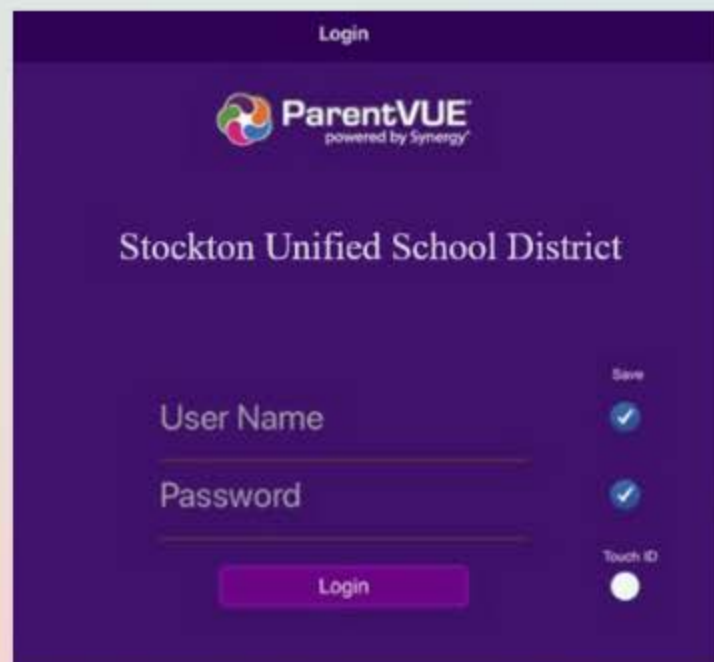 Login
ParentVUE
powered by Synergy
Stockton Unified School District
Save
User Name
Password
Touch ID
Login